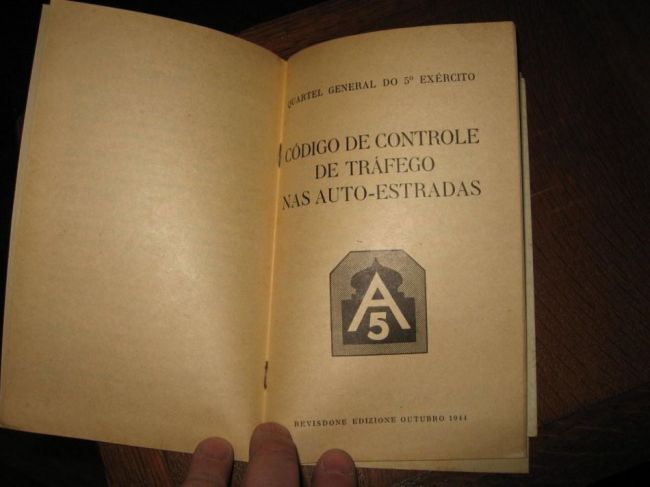 QUARTEL GENERAL DO 5º EXÉRCITO
CÓDIGO DE CONTROLE
DE TRÁFEGO
NAS AUTO-ESTRADAS
A
5
REVISDONE EDIZIONE OUTUBRO 1944